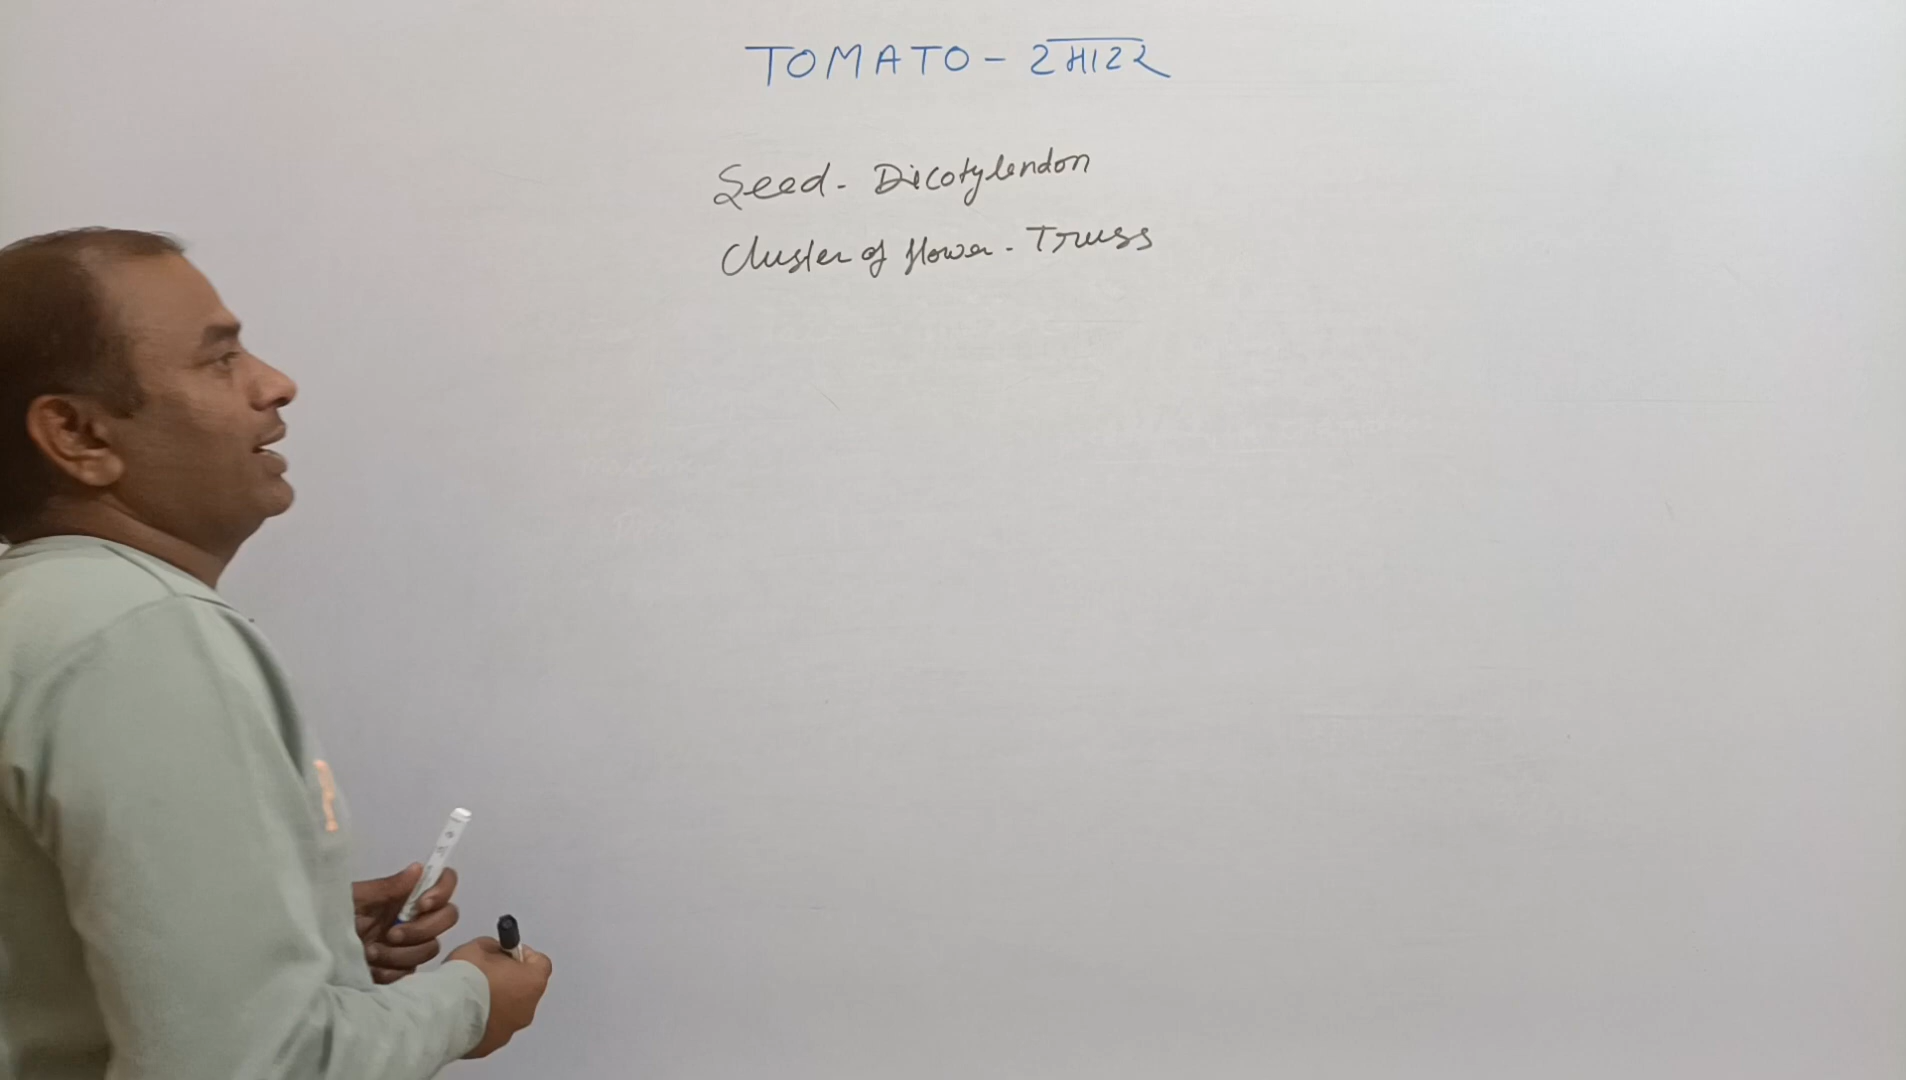 TOMATO - टमाटर
Seed - Dicotylendon
Cluster of flower - Truss